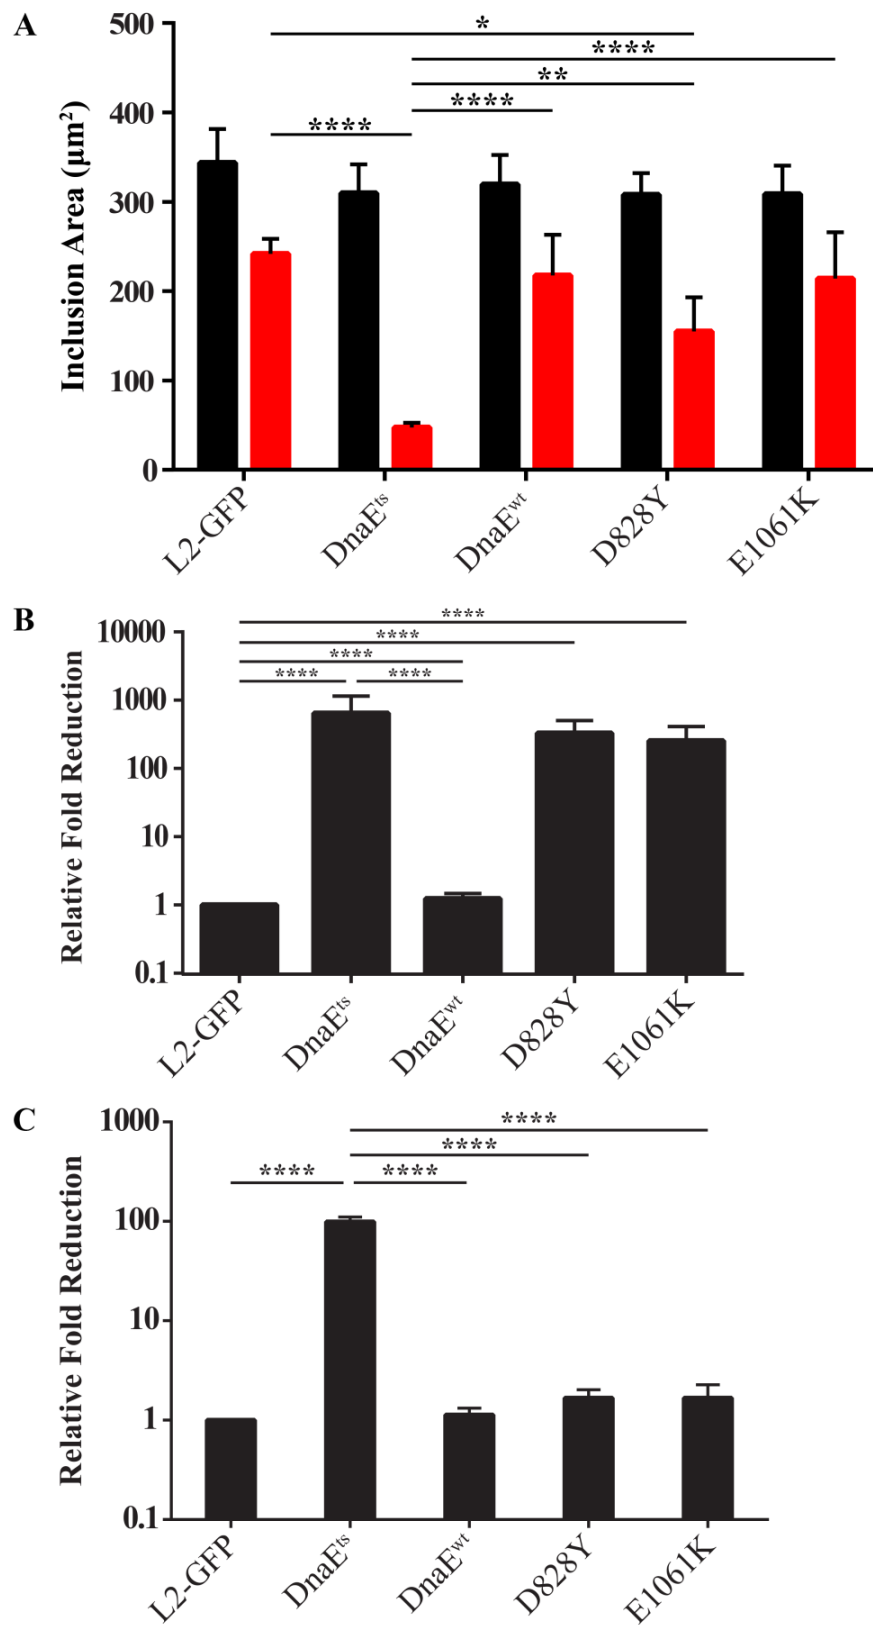 A
Inclusion Area (µm²)
500
400
300
200
100
0
*
****
**
****
****
L2-GFP
DnaEᵗˢ
DnaEʷᵗ
D828Y
E1061K
B
Relative Fold Reduction
10000
1000
100
10
1
0.1
****
****
****
**** ****
L2-GFP
DnaEᵗˢ
DnaEʷᵗ
D828Y
E1061K
C
Relative Fold Reduction
1000
100
10
1
0.1
****
****
**** ****
L2-GFP
DnaEᵗˢ
DnaEʷᵗ
D828Y
E1061K